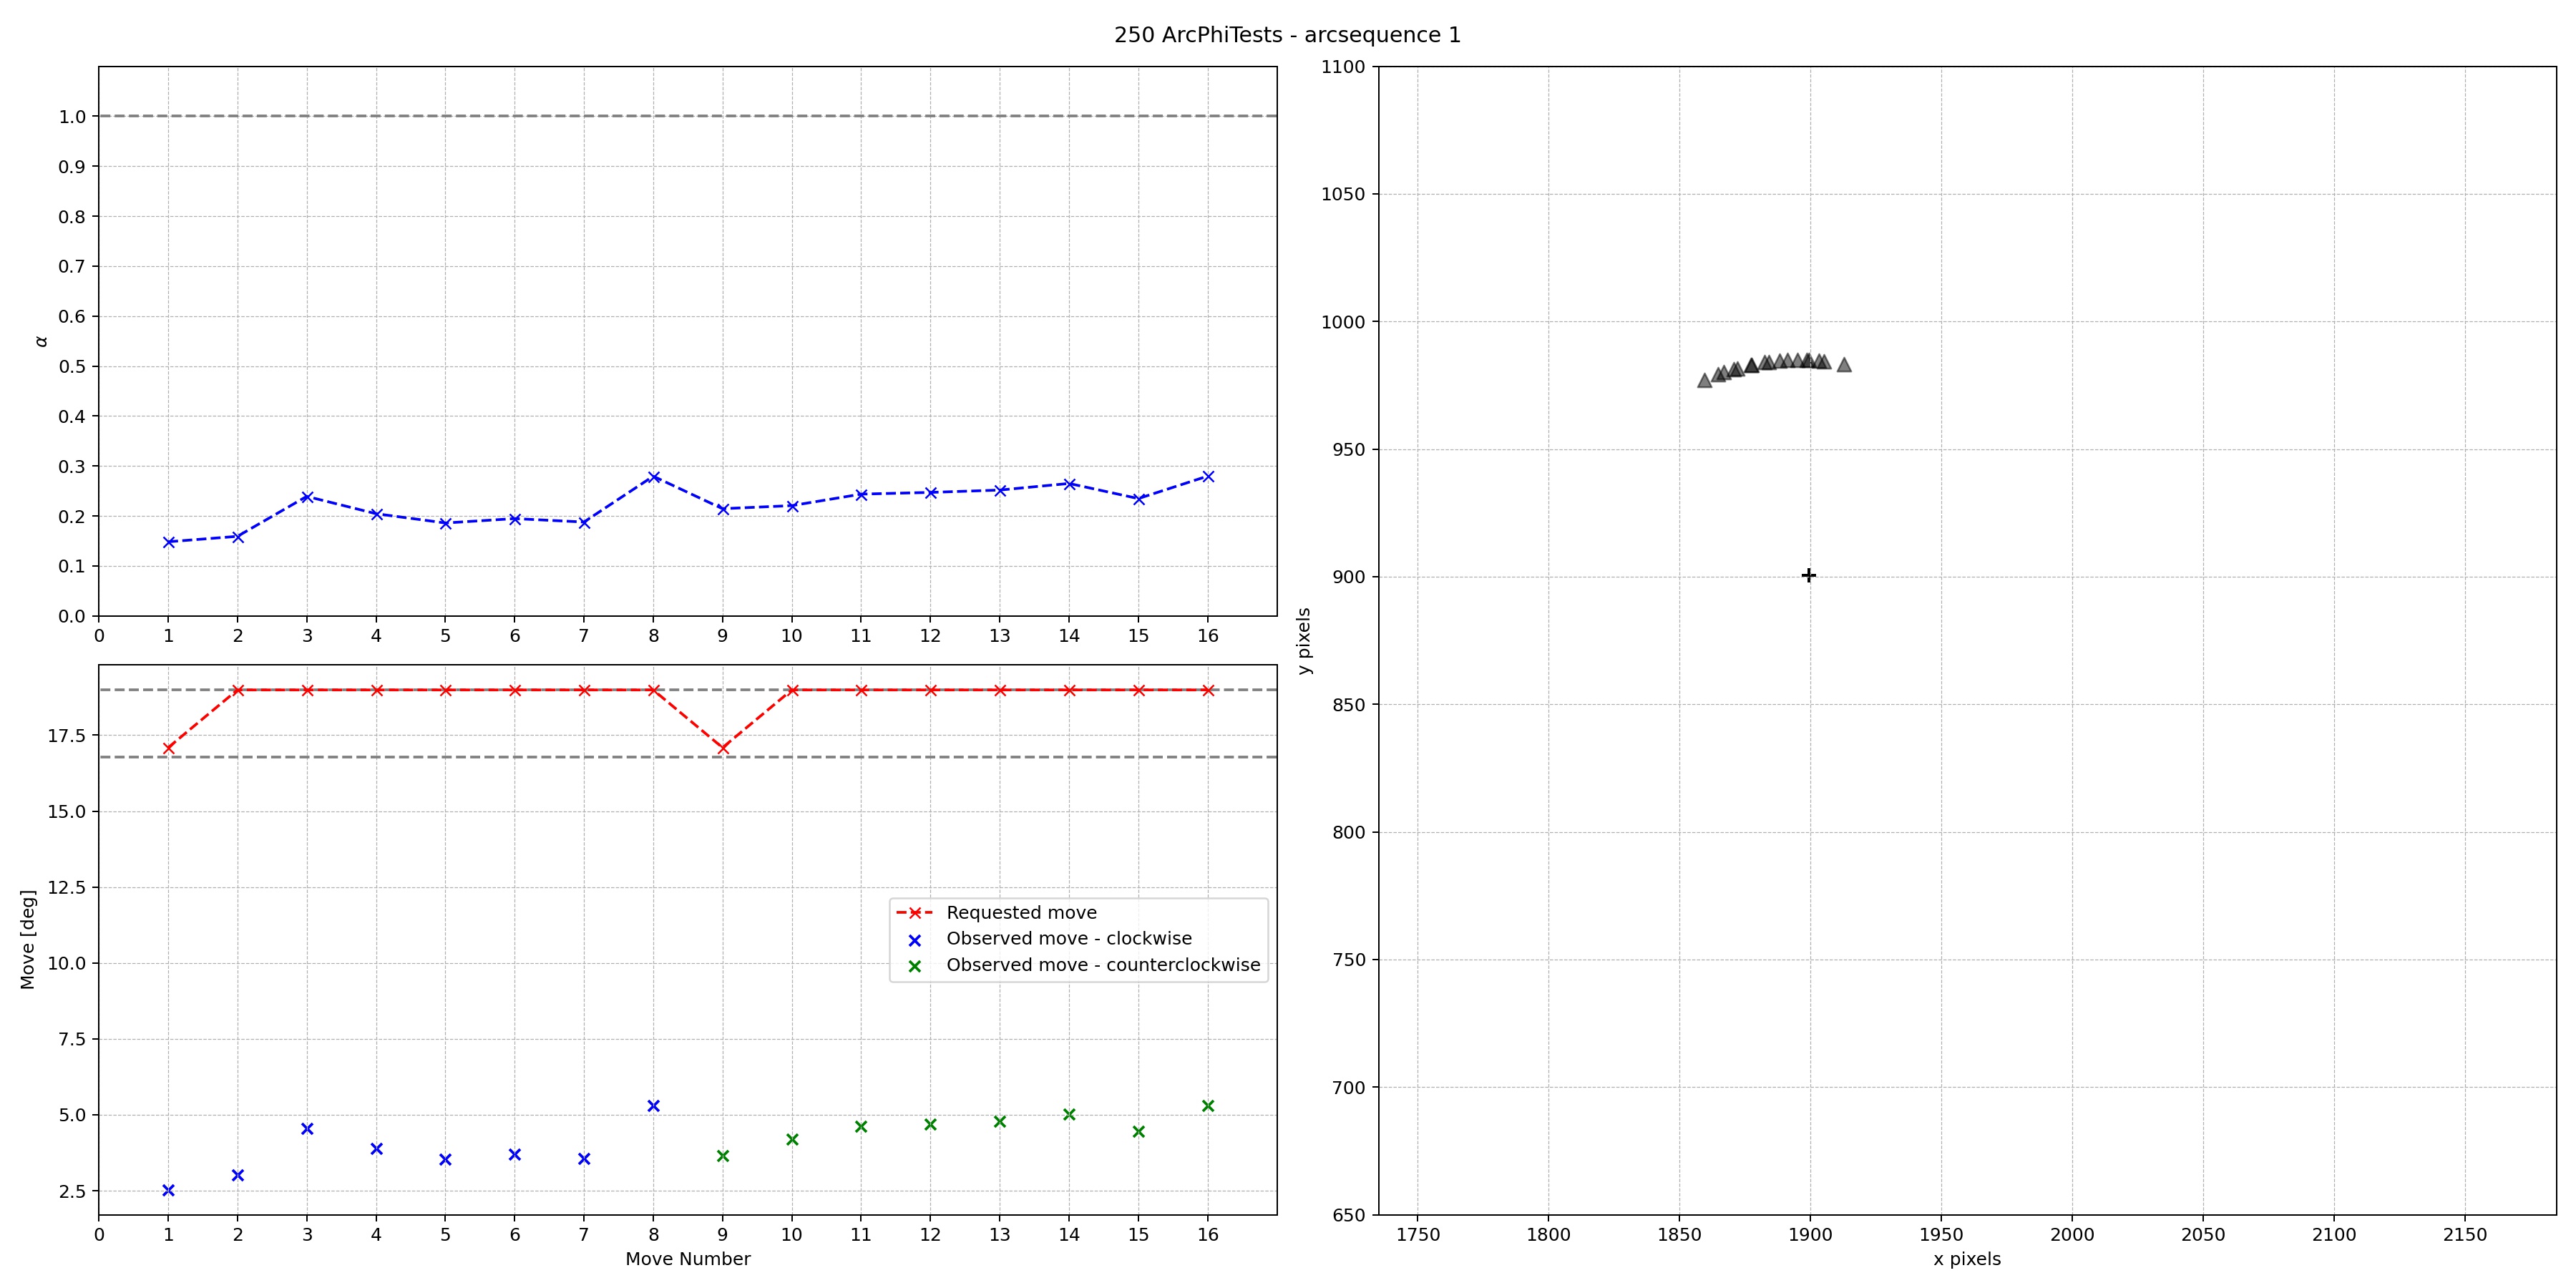 250 ArcPhiTests - arcsequence 1
1.0
0.9
0.8
0.7
0.6
0.5
0.4
0.3
0.2
0.1
0.0
α
0 1 2 3 4 5 6 7 8 9 10 11 12 13 14 15 16
17.5
15.0
12.5
10.0
7.5
5.0
2.5
Move [deg]
Requested move
Observed move - clockwise
Observed move - counterclockwise
0 1 2 3 4 5 6 7 8 9 10 11 12 13 14 15 16
Move Number
1100
1050
1000
950
900
850
800
750
700
650
y pixels
1750 1800 1850 1900 1950 2000 2050 2100 2150
x pixels